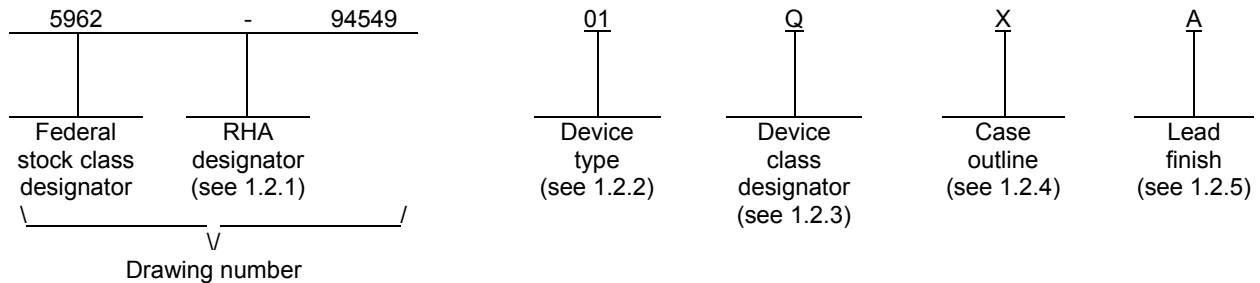 5962 - 94549 01 Q X A
Federal stock class designator
RHA designator (see 1.2.1)
Device type (see 1.2.2)
Device class designator (see 1.2.3)
Case outline (see 1.2.4)
Lead finish (see 1.2.5)
\ /
\/
Drawing number